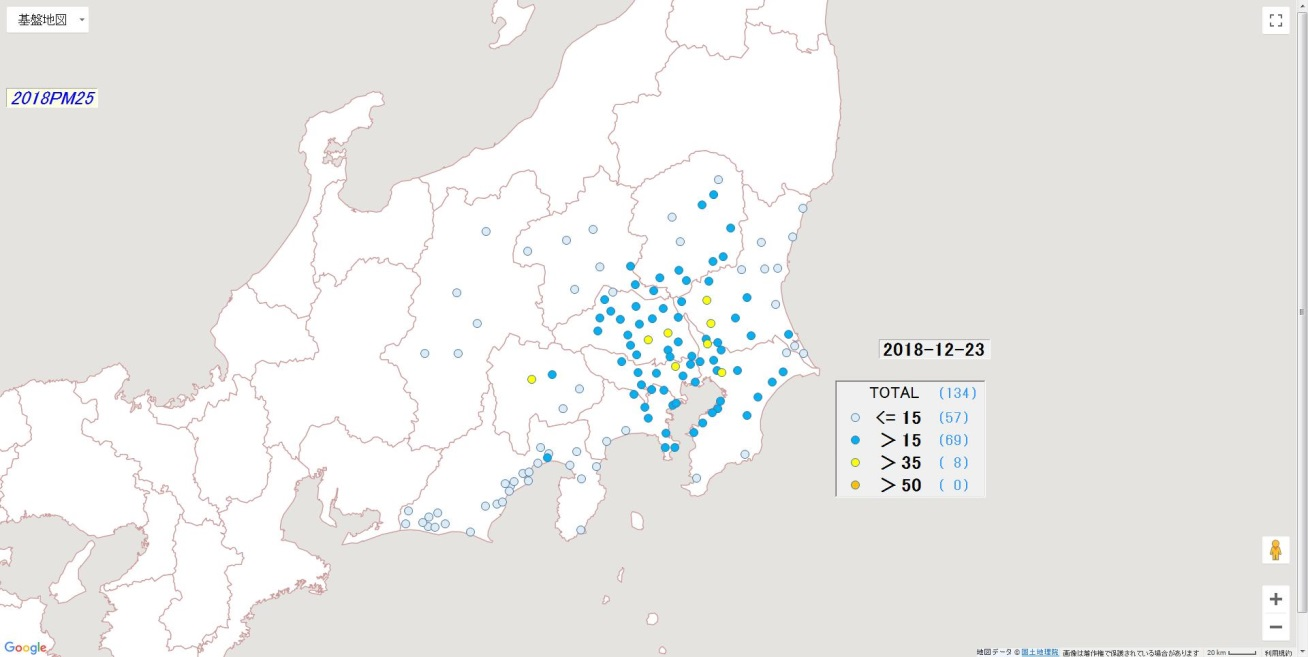 基盤地図
2018PM25
2018-12-23
TOTAL (134)
<= 15 (57)
> 15 (69)
> 35 ( 8)
> 50 ( 0)
Google
地図データ © 国土地理院 画像は著作権で保護されている場合があります 20 km 利用規約